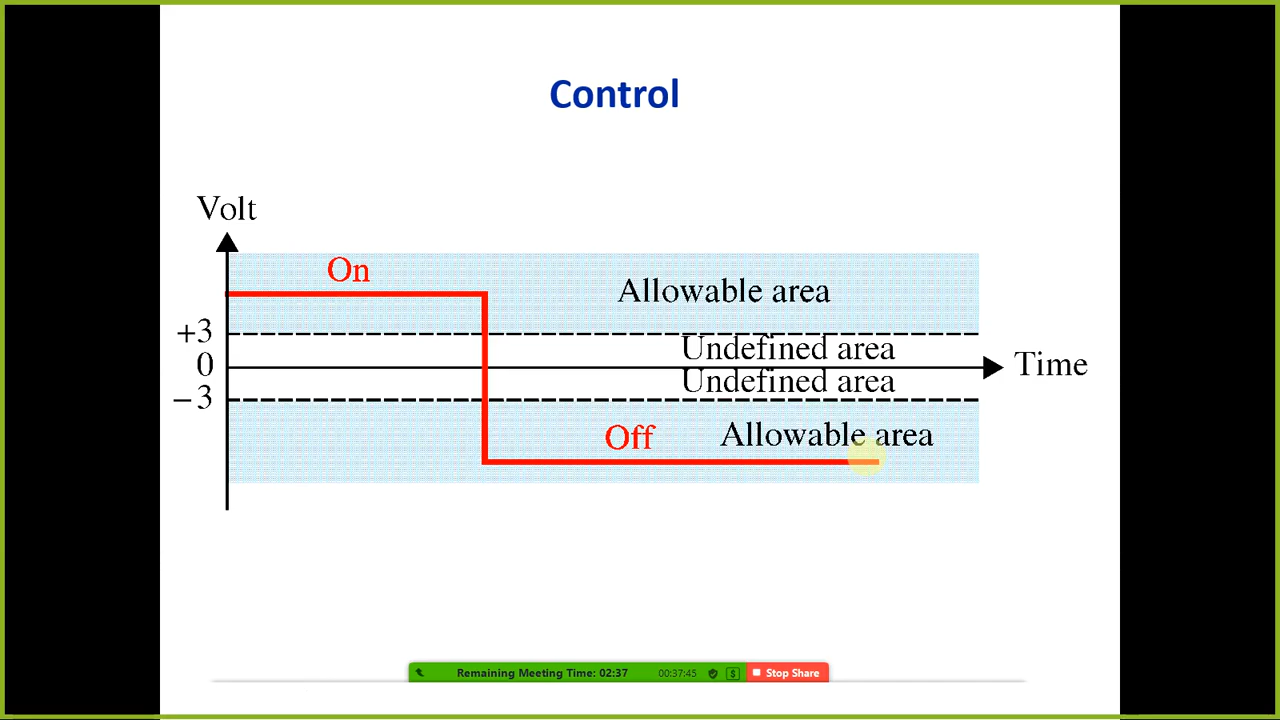 Control
Volt
On
Allowable area
+3
Undefined area
0
Time
Undefined area
−3
Off
Allowable area
Remaining Meeting Time: 02:37
00:37:45
$
Stop Share